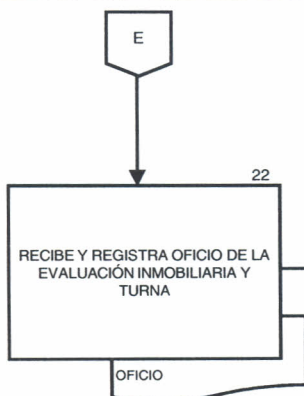 E
22
RECIBE Y REGISTRA OFICIO DE LA
EVALUACIÓN INMOBILIARIA Y
TURNA
OFICIO